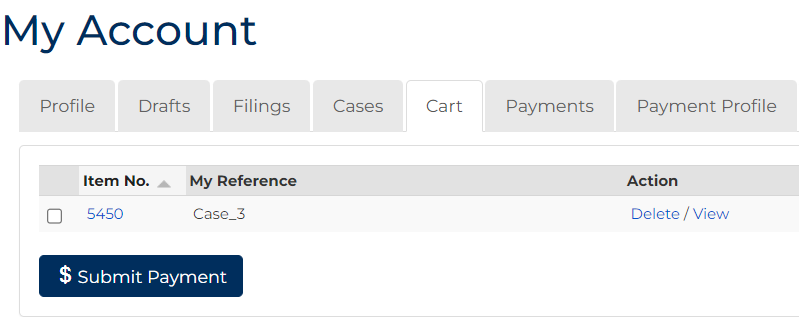 My Account
Profile Drafts Filings Cases Cart Payments Payment Profile
Item No. My Reference Action
5450 Case_3 Delete / View
$ Submit Payment